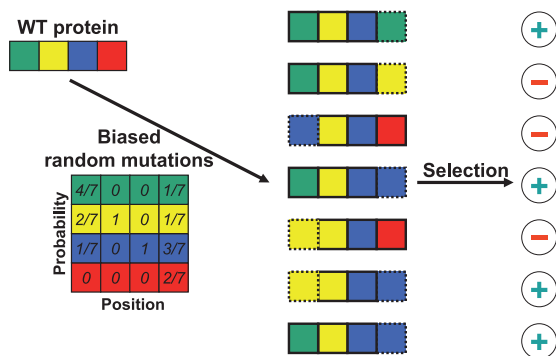 WT protein
Biased
random mutations
Probability
4/7 0 0 1/7
2/7 1 0 1/7
1/7 0 1 3/7
0 0 0 2/7
Position
Selection
+
−
−
+
−
+
+